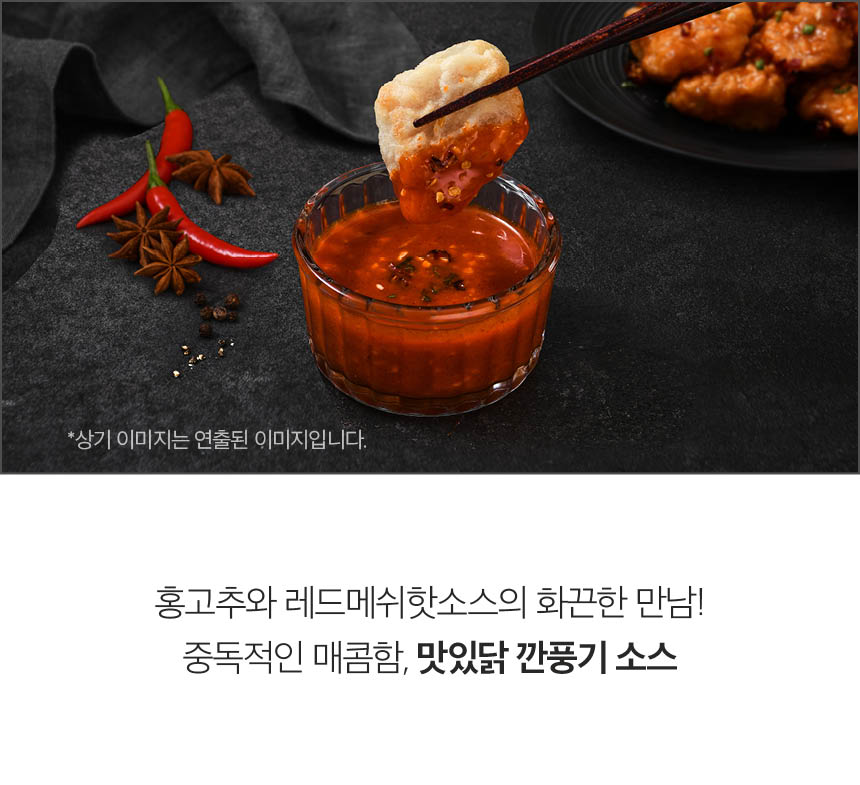 *상기 이미지는 연출된 이미지입니다.
홍고추와 레드메쉬핫소스의 화끈한 만남!
중독적인 매콤함, 맛있닭 깐풍기 소스